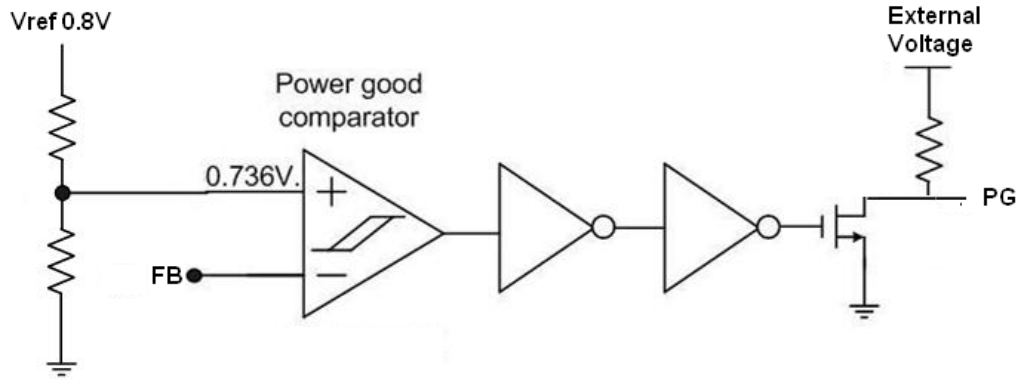 Vref 0.8V
External
Voltage
Power good
comparator
0.736V.
+
PG
FB
−